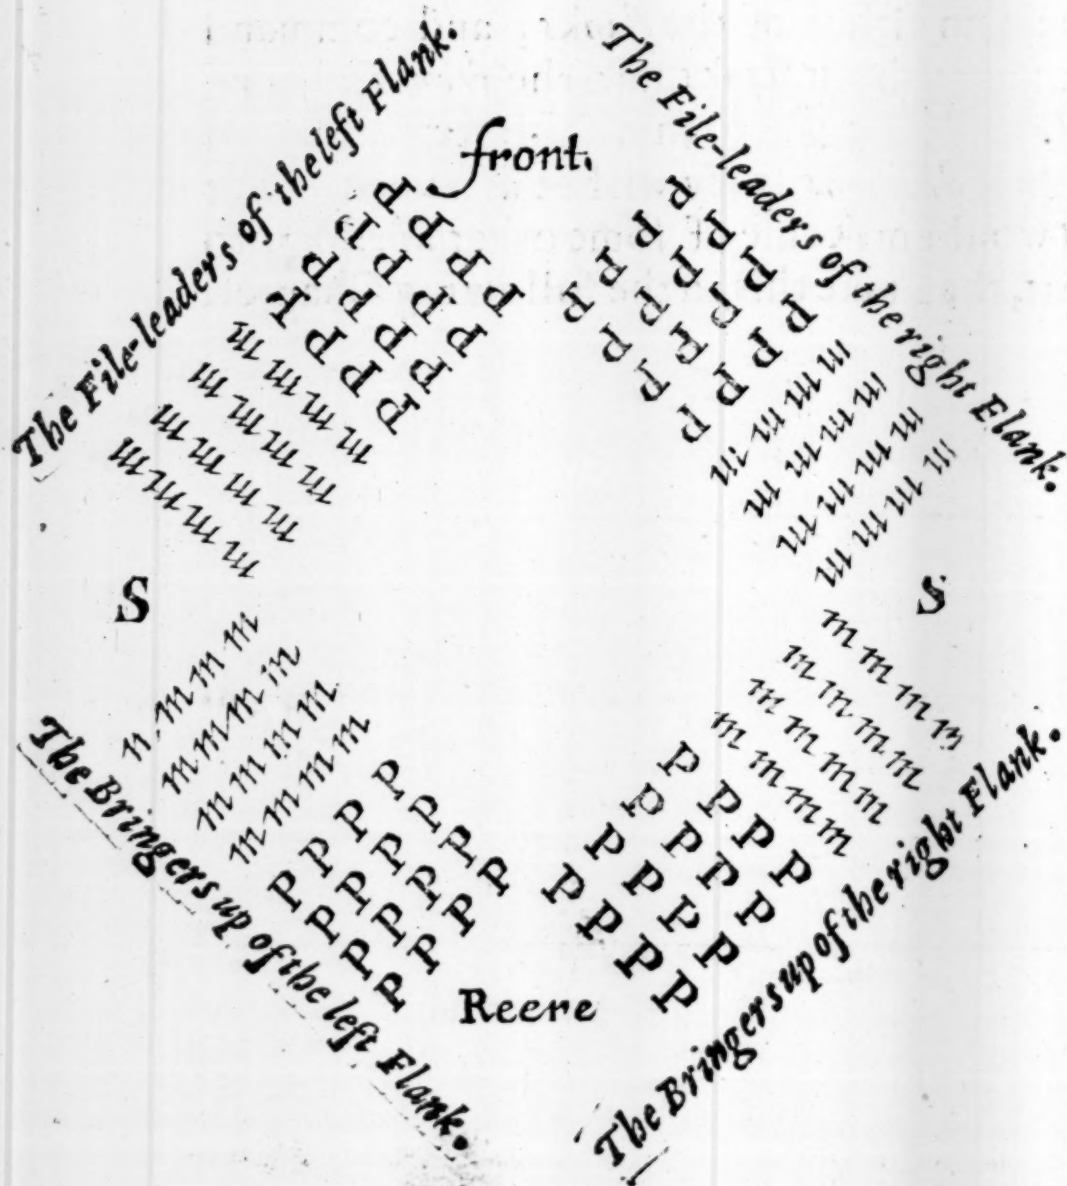 The File-leaders of the left Flank.
The File-leaders of the right Flank.
front.
P P P P
P P P P
P P P P
P P P P
P P P P
P P P P
P P P P
P P P P
m m m m
m m m m
m m m m
m m m m
m m m m
m m m m
m m m m
m m m m
S
S
m m m m
m m m m
m m m m
m m m m
m m m m
m m m m
m m m m
m m m m
P P P P
P P P P
P P P P
P P P P
P P P P
P P P P
P P P P
P P P P
Reere
The Bringers up of the left Flank.
The Bringers up of the right Flank.